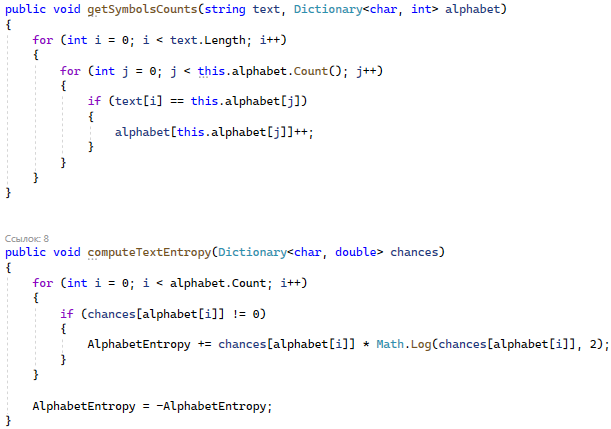 public void getSymbolsCounts(string text, Dictionary<char, int> alphabet)
{
    for (int i = 0; i < text.Length; i++)
    {
        for (int j = 0; j < this.alphabet.Count(); j++)
        {
            if (text[i] == this.alphabet[j])
            {
                alphabet[this.alphabet[j]]++;
            }
        }
    }
}
Ссылок: 8
public void computeTextEntropy(Dictionary<char, double> chances)
{
    for (int i = 0; i < alphabet.Count; i++)
    {
        if (chances[alphabet[i]] != 0)
        {
            AlphabetEntropy += chances[alphabet[i]] * Math.Log(chances[alphabet[i]], 2);
        }
    }
    AlphabetEntropy = -AlphabetEntropy;
}